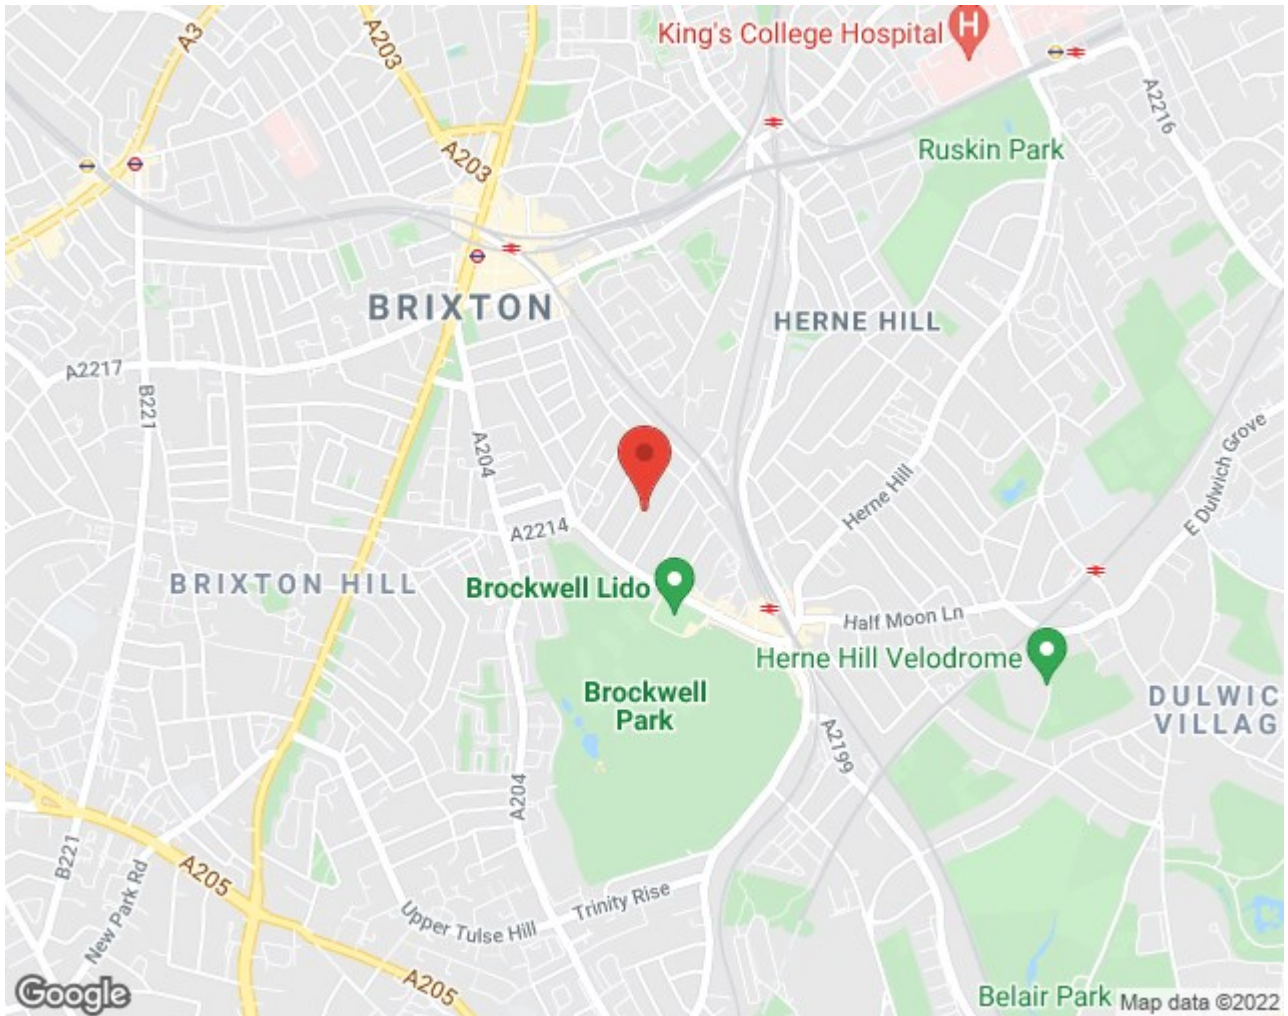 A3
A203
King's College Hospital
H
A2216
A203
Ruskin Park
BRIXTON
HERNE HILL
A2217
B221
A204
E Dulwich Grove
Herne Hill
A2214
BRIXTON HILL
Brockwell Lido
Half Moon Ln
Herne Hill Velodrome
Brockwell
Park
DULWIC
VILLAG
A2199
A204
B221
A205
New Park Rd
Trinity Rise
Upper Tulse Hill
A205
Google
Belair Park
Map data ©2022